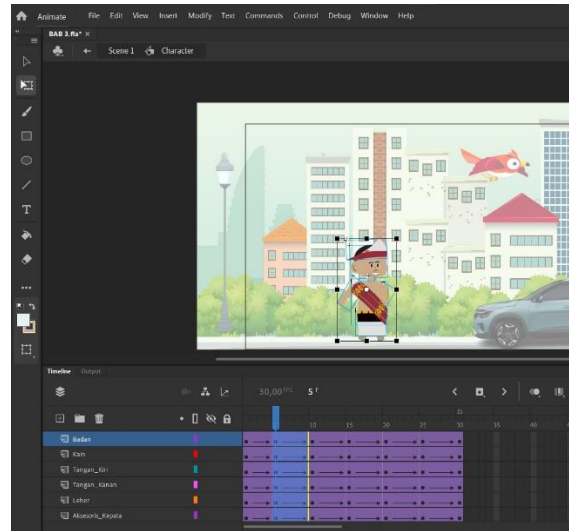 Animate File Edit View Insert Modify Text Commands Control Debug Window Help
BAB 3.fla* ×
Scene 1 Character
T
Timeline Output
30,00 FPS 5 F
1s
10 15 20 25 30 35 40
Badan
Kain
Tangan_Kiri
Tangan_Kanan
Leher
Aksesoris_Kepala